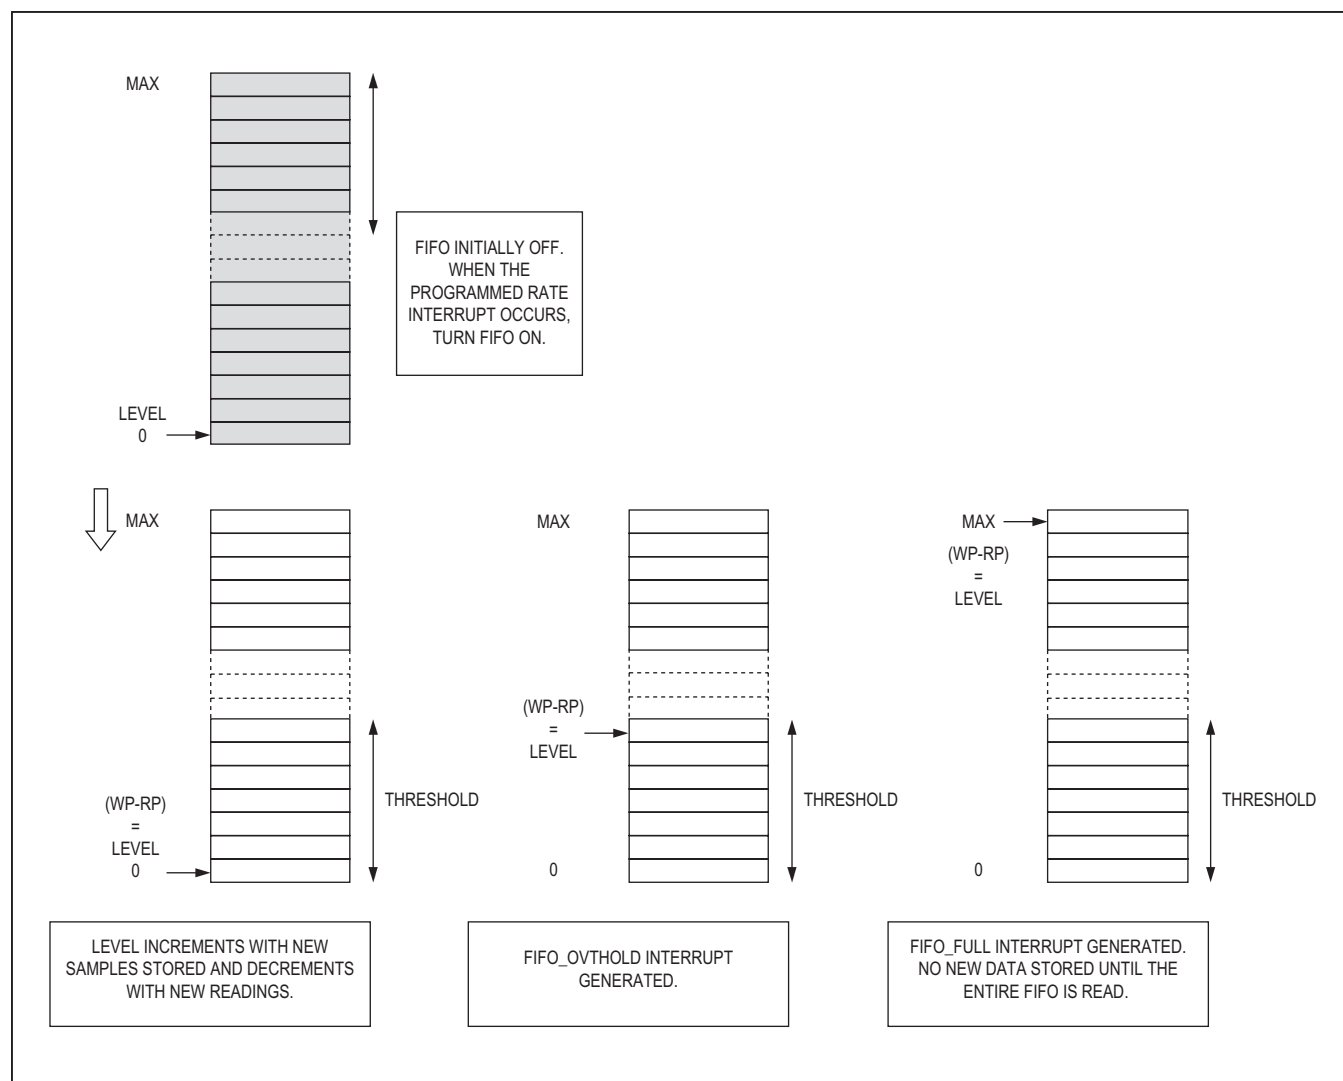 MAX
FIFO INITIALLY OFF.
WHEN THE
PROGRAMMED RATE
INTERRUPT OCCURS,
TURN FIFO ON.
LEVEL
0
MAX
(WP-RP)
=
LEVEL
0
THRESHOLD
LEVEL INCREMENTS WITH NEW
SAMPLES STORED AND DECREMENTS
WITH NEW READINGS.
MAX
(WP-RP)
=
LEVEL
0
THRESHOLD
FIFO_OVTHOLD INTERRUPT
GENERATED.
MAX
(WP-RP)
=
LEVEL
0
THRESHOLD
FIFO_FULL INTERRUPT GENERATED.
NO NEW DATA STORED UNTIL THE
ENTIRE FIFO IS READ.